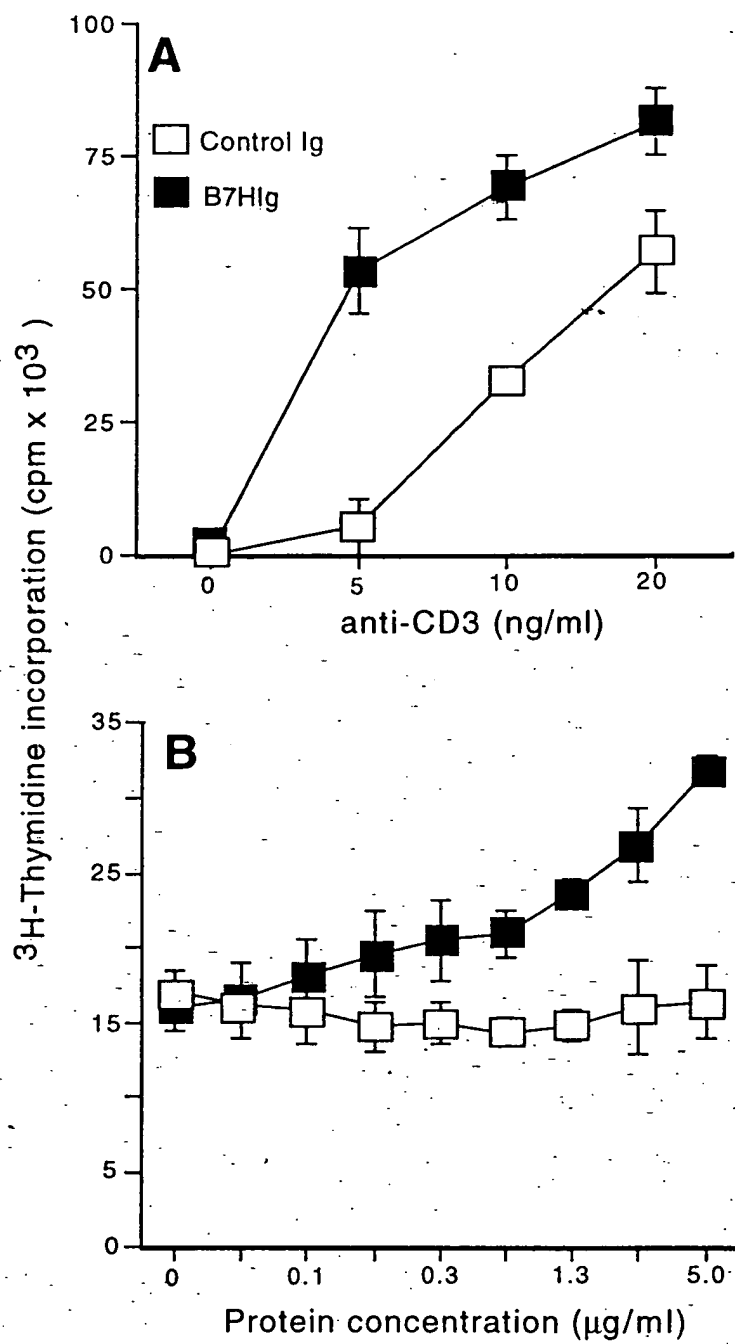 100
A
Control Ig
75
B7HIg
50
25
0
0 5 10 20
anti-CD3 (ng/ml)
³H-Thymidine incorporation (cpm x 10³ )
35
B
25
15
5
0
0 0.1 0.3 1.3 5.0
Protein concentration (μg/ml)